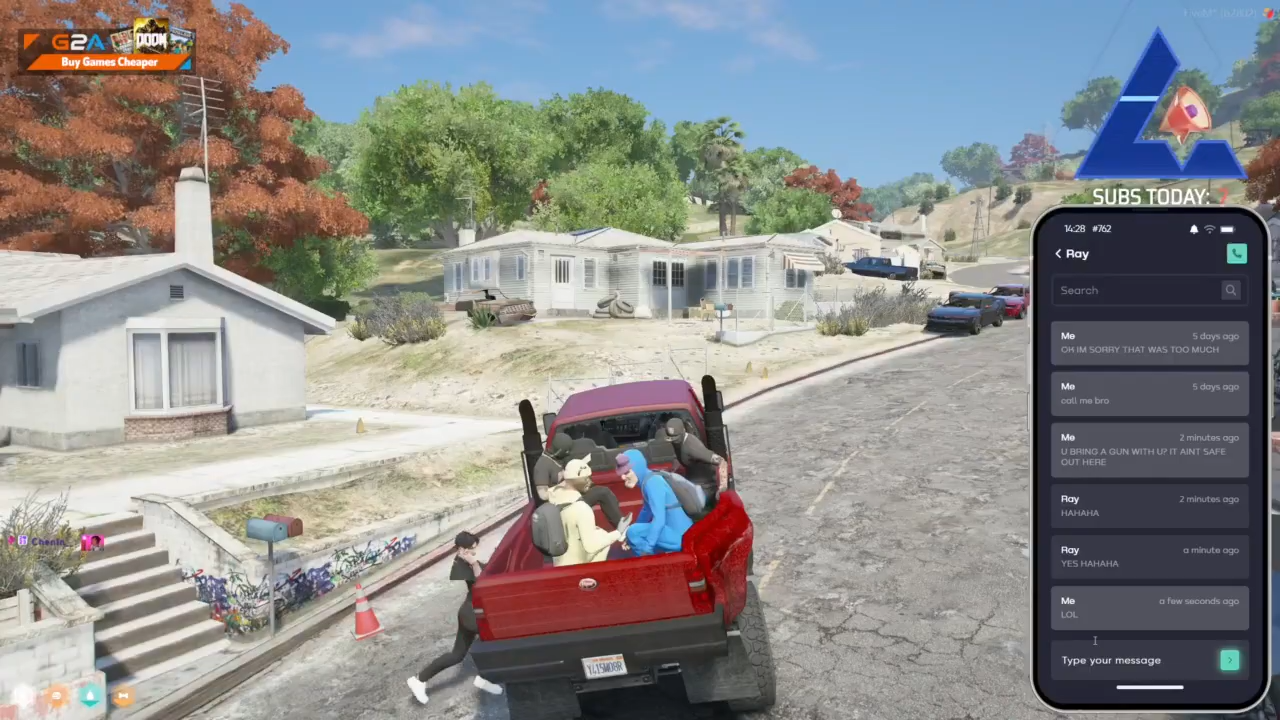 G2A
DOOM
Buy Games Cheaper
SUBS TODAY: 7
14:28 #762
Ray
Search
Me 5 days ago
OH IM SORRY THAT WAS TOO MUCH
Me 5 days ago
call me bro
Me 2 minutes ago
U BRING A GUN WITH U? IT AINT SAFE
OUT HERE
Ray 2 minutes ago
HAHAHA
Ray a minute ago
YES HAHAHA
Me a few seconds ago
LOL
Type your message
Chenin